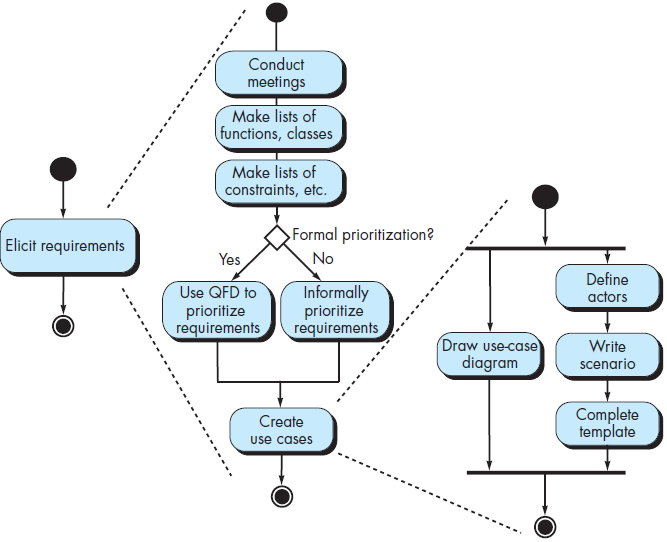 Elicit requirements
Conduct
meetings
Make lists of
functions, classes
Make lists of
constraints, etc.
Formal prioritization?
Yes
No
Use QFD to
prioritize
requirements
Informally
prioritize
requirements
Create
use cases
Draw use-case
diagram
Define
actors
Write
scenario
Complete
template